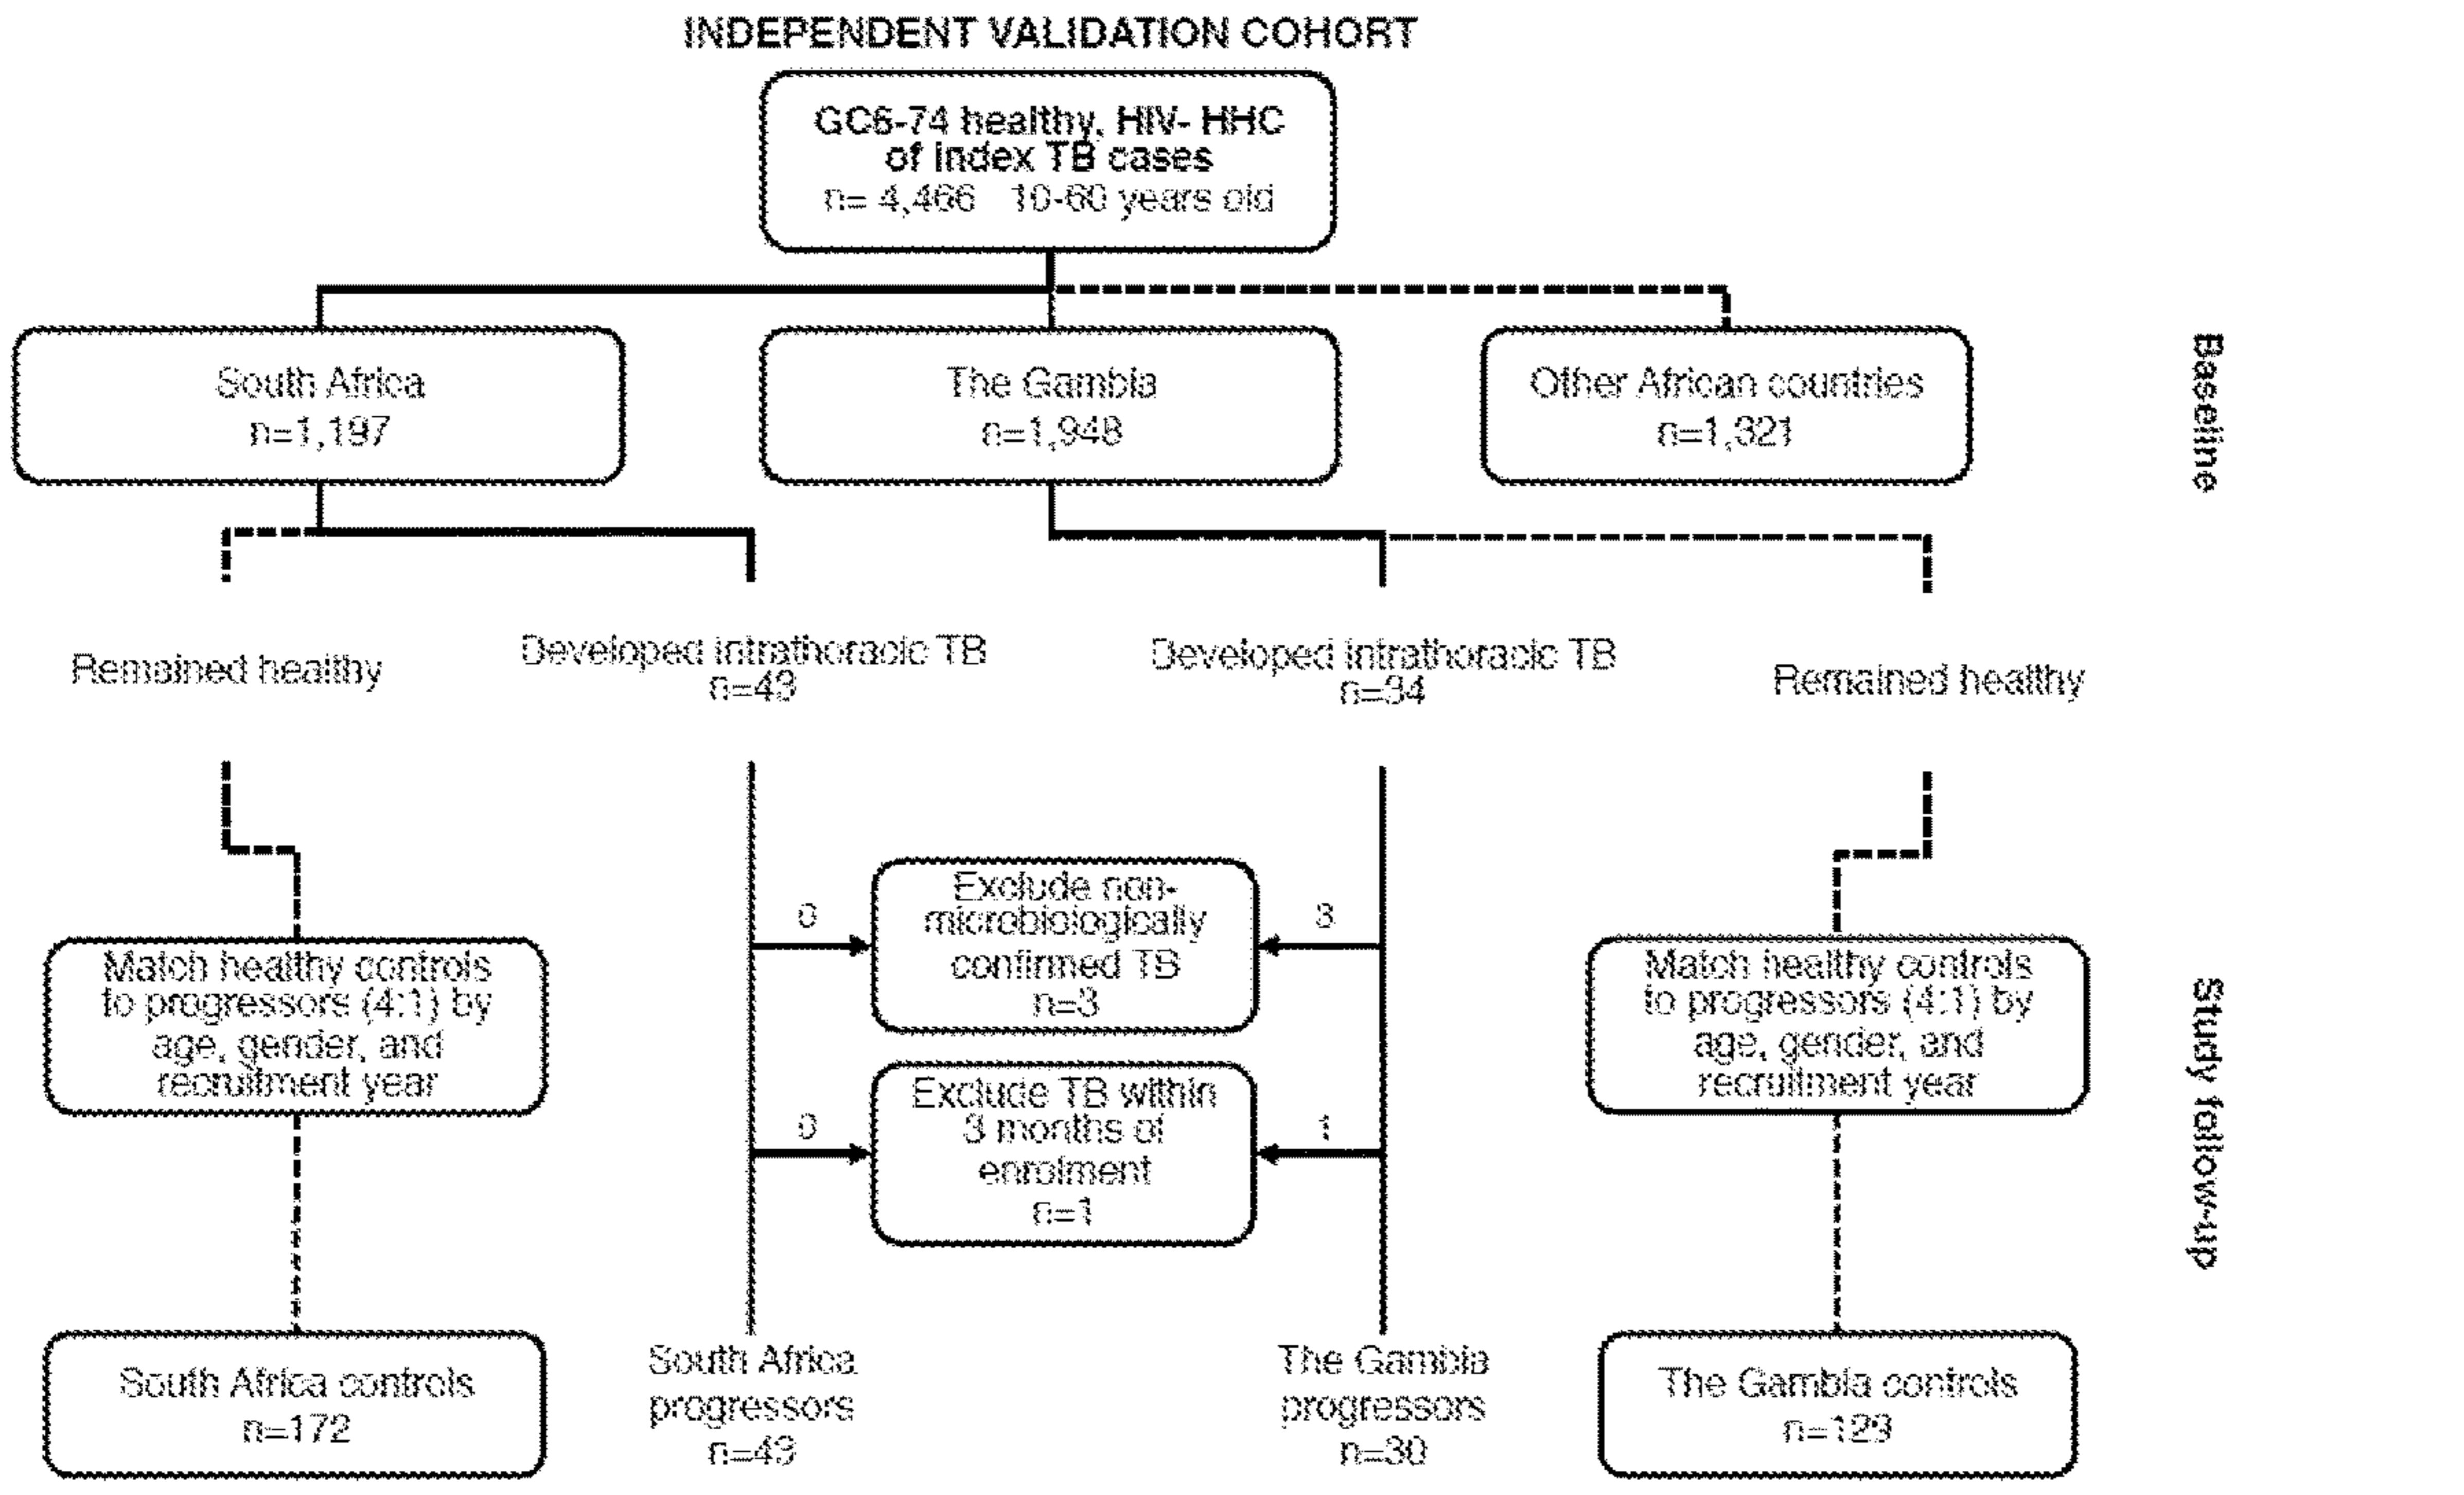 INDEPENDENT VALIDATION COHORT
GC6-74 healthy, HIV- HHC
of index TB cases
n= 4,466 10-60 years old
South Africa
n=1,197
The Gambia
n=1,948
Other African countries
n=1,321
Baseline
Remained healthy
Developed intrathoracic TB
n=43
Developed intrathoracic TB
n=34
Remained healthy
0
Exclude non-
microbiologically
confirmed TB
n=3
3
Match healthy controls
to progressors (4:1) by
age, gender, and
recruitment year
0
Exclude TB within
3 months of
enrolment
n=1
1
Match healthy controls
to progressors (4:1) by
age, gender, and
recruitment year
Study follow-up
South Africa controls
n=172
South Africa
progressors
n=43
The Gambia
progressors
n=30
The Gambia controls
n=129